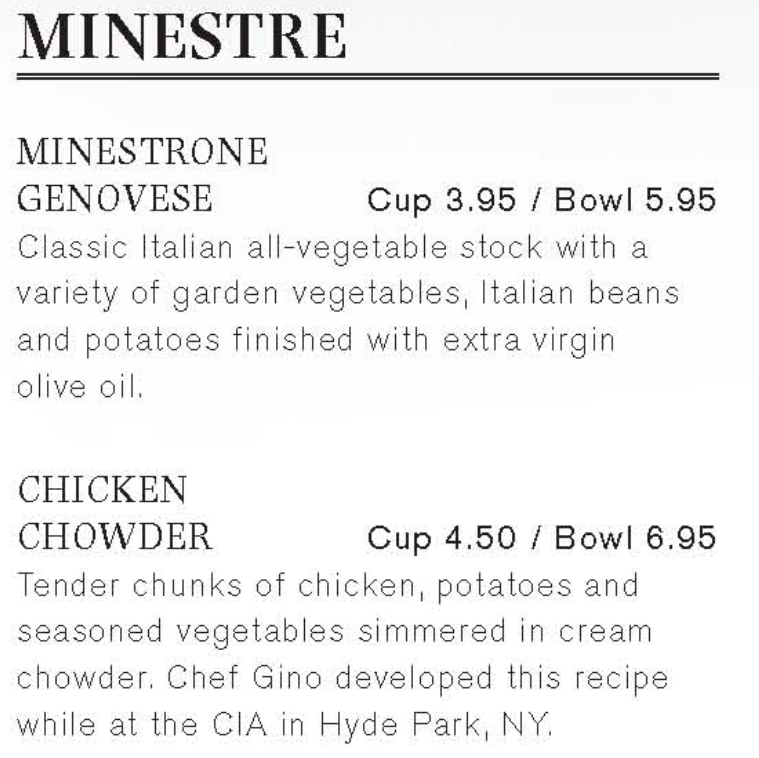 MINESTRE
MINESTRONE
GENOVESE Cup 3.95 / Bowl 5.95
Classic Italian all-vegetable stock with a
variety of garden vegetables, Italian beans
and potatoes finished with extra virgin
olive oil.
CHICKEN
CHOWDER Cup 4.50 / Bowl 6.95
Tender chunks of chicken, potatoes and
seasoned vegetables simmered in cream
chowder. Chef Gino developed this recipe
while at the CIA in Hyde Park, NY.